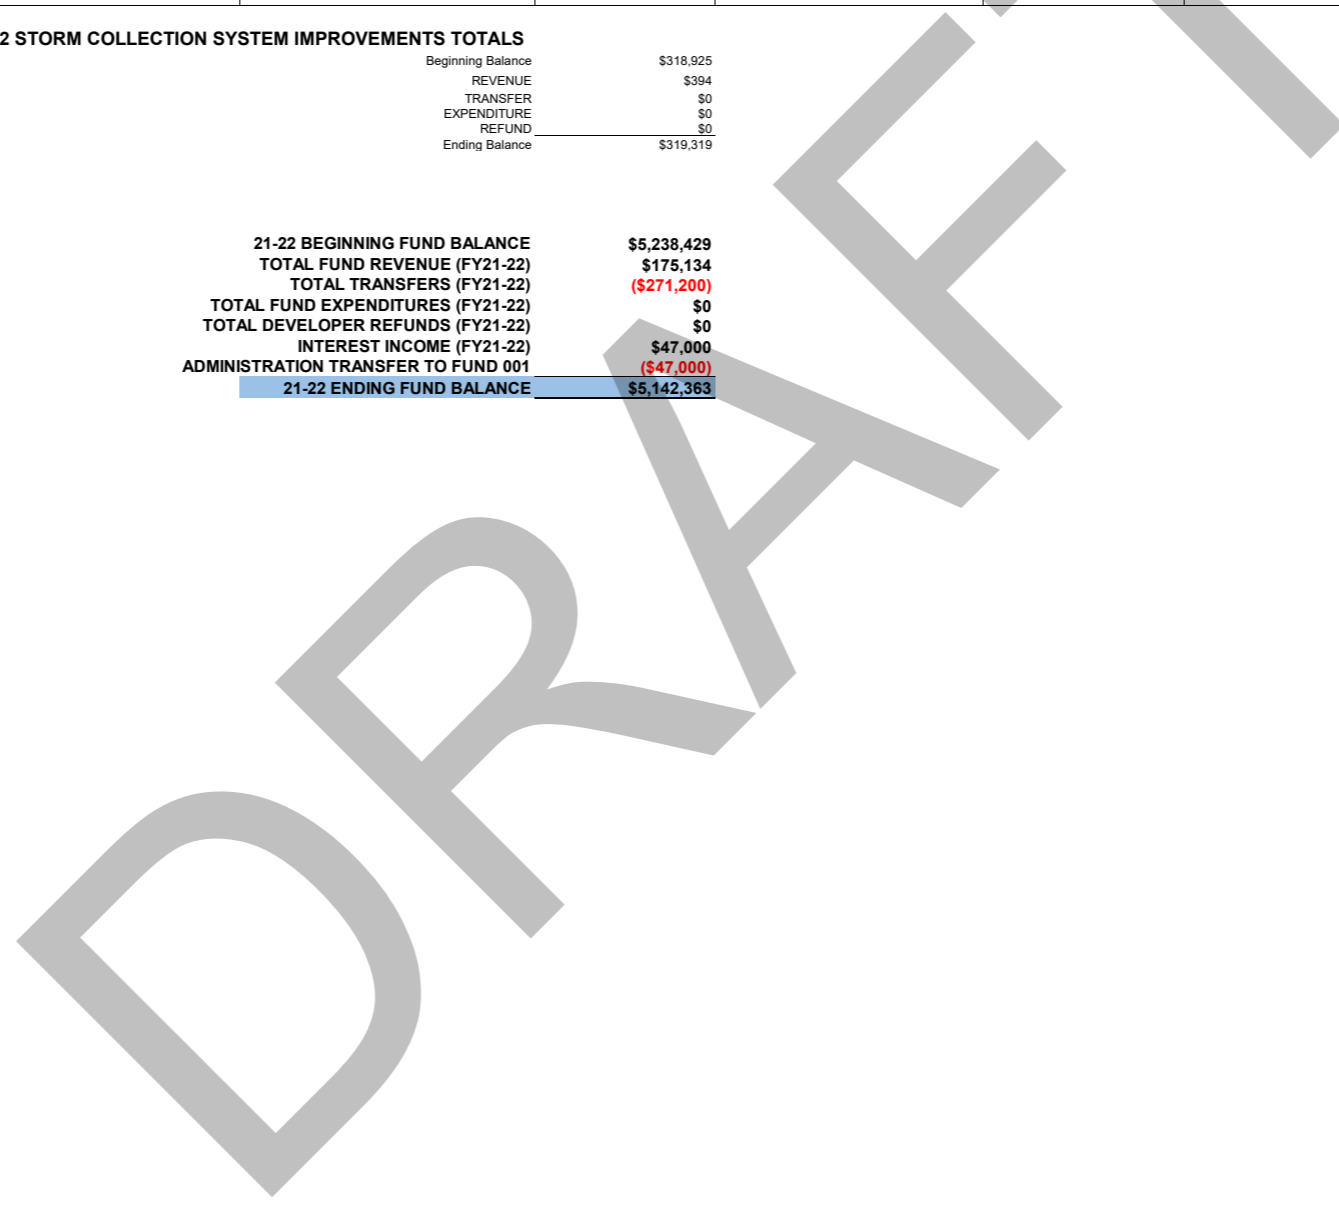 2 STORM COLLECTION SYSTEM IMPROVEMENTS TOTALS
Beginning Balance $318,925
REVENUE $394
TRANSFER $0
EXPENDITURE $0
REFUND $0
Ending Balance $319,319
21-22 BEGINNING FUND BALANCE $5,238,429
TOTAL FUND REVENUE (FY21-22) $175,134
TOTAL TRANSFERS (FY21-22) ($271,200)
TOTAL FUND EXPENDITURES (FY21-22) $0
TOTAL DEVELOPER REFUNDS (FY21-22) $0
INTEREST INCOME (FY21-22) $47,000
ADMINISTRATION TRANSFER TO FUND 001 ($47,000)
21-22 ENDING FUND BALANCE $5,142,363
DRAFT